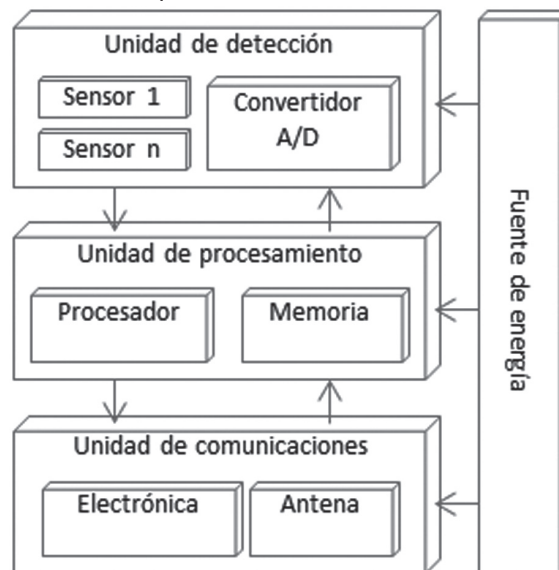 Unidad de detección
Sensor 1
Sensor n
Convertidor
A/D
Unidad de procesamiento
Procesador
Memoria
Unidad de comunicaciones
Electrónica
Antena
Fuente de energía